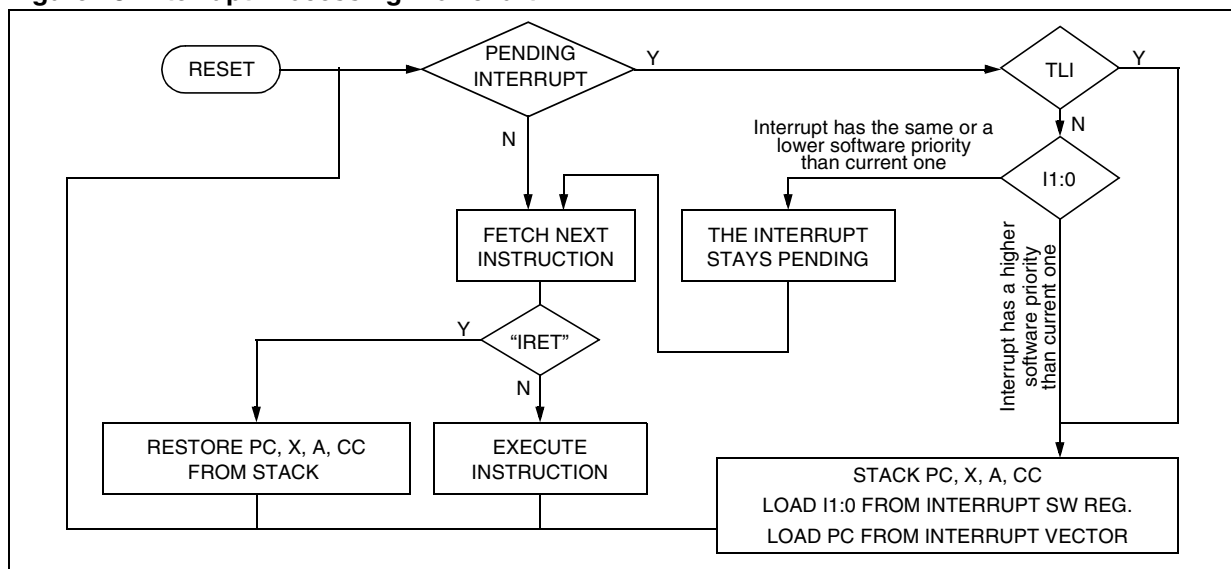 RESET
PENDING
INTERRUPT
Y
TLI
Y
N
N
Interrupt has the same or a
lower software priority
than current one
I1:0
FETCH NEXT
INSTRUCTION
THE INTERRUPT
STAYS PENDING
Interrupt has a higher
software priority
than current one
Y
“IRET”
N
RESTORE PC, X, A, CC
FROM STACK
EXECUTE
INSTRUCTION
STACK PC, X, A, CC
LOAD I1:0 FROM INTERRUPT SW REG.
LOAD PC FROM INTERRUPT VECTOR